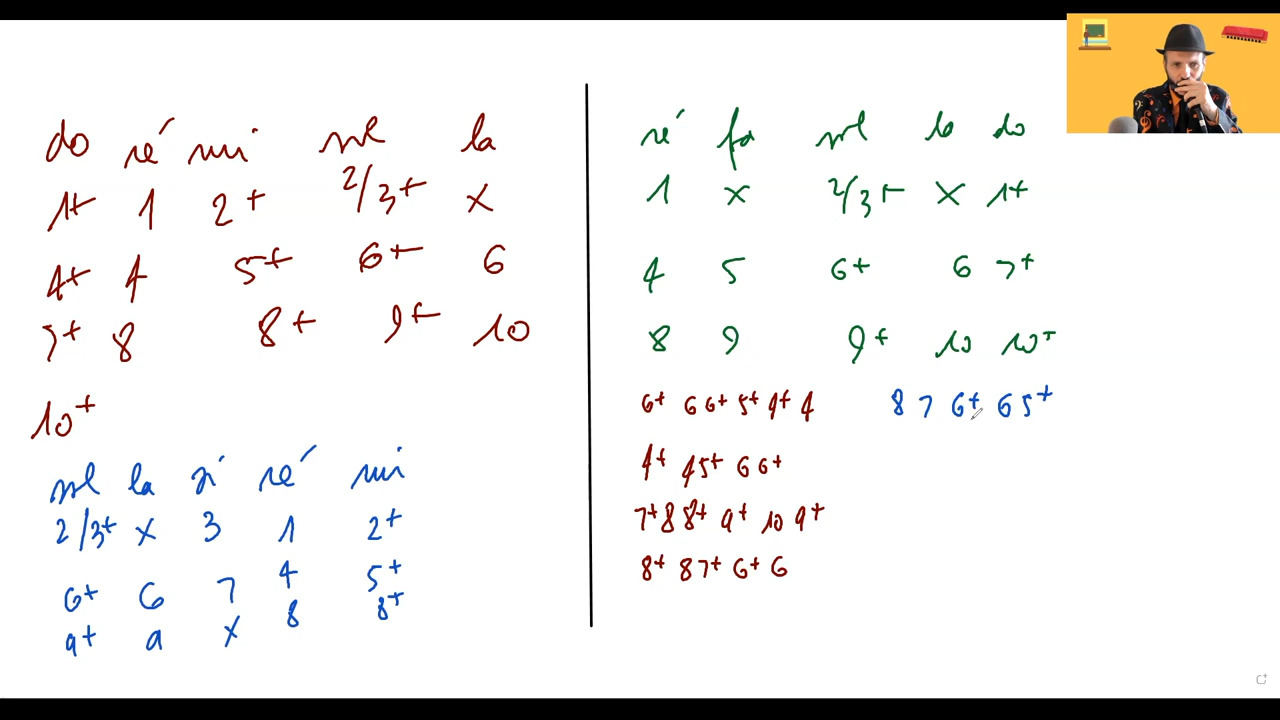 do ré mi sol la
1+ 1 2+ 2/3+ x
4+ 4 5+ 6+ 6
7+ 8 8+ 9+ 10
10+
sol la si ré mi
2/3+ x 3 1 2+
6+ 6 7 4 5+
9+ 9 x 8 8+
ré fa sol la do
1 x 2/3+ x 1+
4 5 6+ 6 7+
8 9 9+ 10 10+
6+ 6 6+ 5+ 4+ 4
4+ 4 5+ 6 6+
7+ 8 8+ 9+ 10 9+
8+ 8 7+ 6+ 6
8 7 6+ 6 5+